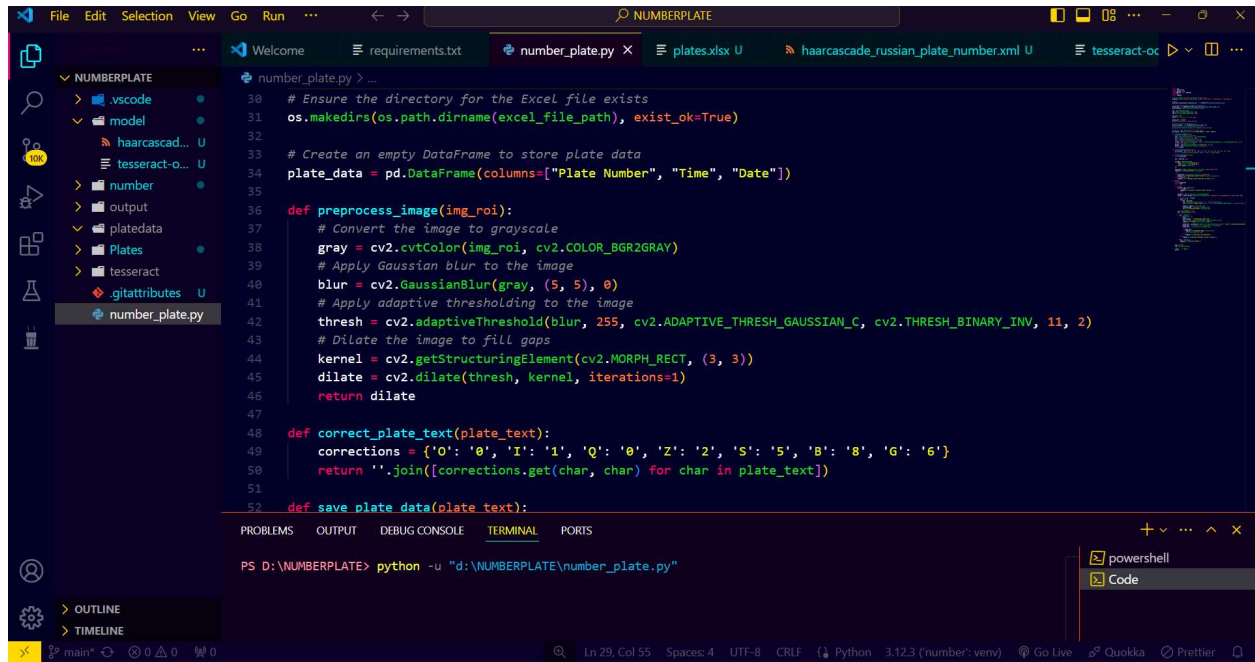 File Edit Selection View Go Run ··· NUMBERPLATE
Welcome requirements.txt number_plate.py plates.xlsx U haarcascade_russian_plate_number.xml U tesseract-oc
NUMBERPLATE
.vscode
model
haarcascad... U
tesseract-o... U
number
output
platedata
Plates
tesseract
.gitattributes U
number_plate.py
OUTLINE
TIMELINE
10K
number_plate.py > ...
30 # Ensure the directory for the Excel file exists
31 os.makedirs(os.path.dirname(excel_file_path), exist_ok=True)
32
33 # Create an empty DataFrame to store plate data
34 plate_data = pd.DataFrame(columns=["Plate Number", "Time", "Date"])
35
36 def preprocess_image(img_roi):
37 # Convert the image to grayscale
38 gray = cv2.cvtColor(img_roi, cv2.COLOR_BGR2GRAY)
39 # Apply Gaussian blur to the image
40 blur = cv2.GaussianBlur(gray, (5, 5), 0)
41 # Apply adaptive thresholding to the image
42 thresh = cv2.adaptiveThreshold(blur, 255, cv2.ADAPTIVE_THRESH_GAUSSIAN_C, cv2.THRESH_BINARY_INV, 11, 2)
43 # Dilate the image to fill gaps
44 kernel = cv2.getStructuringElement(cv2.MORPH_RECT, (3, 3))
45 dilate = cv2.dilate(thresh, kernel, iterations=1)
46 return dilate
47
48 def correct_plate_text(plate_text):
49 corrections = {'O': '0', 'I': '1', 'Q': '0', 'Z': '2', 'S': '5', 'B': '8', 'G': '6'}
50 return ''.join([corrections.get(char, char) for char in plate_text])
51
52 def save_plate_data(plate_text):
PROBLEMS OUTPUT DEBUG CONSOLE TERMINAL PORTS
PS D:\NUMBERPLATE> python -u "d:\NUMBERPLATE\number_plate.py"
powershell
Code
main* 0 0 0 Ln 29, Col 55 Spaces: 4 UTF-8 CRLF Python 3.12.3 ('number': venv) Go Live Quokka Prettier